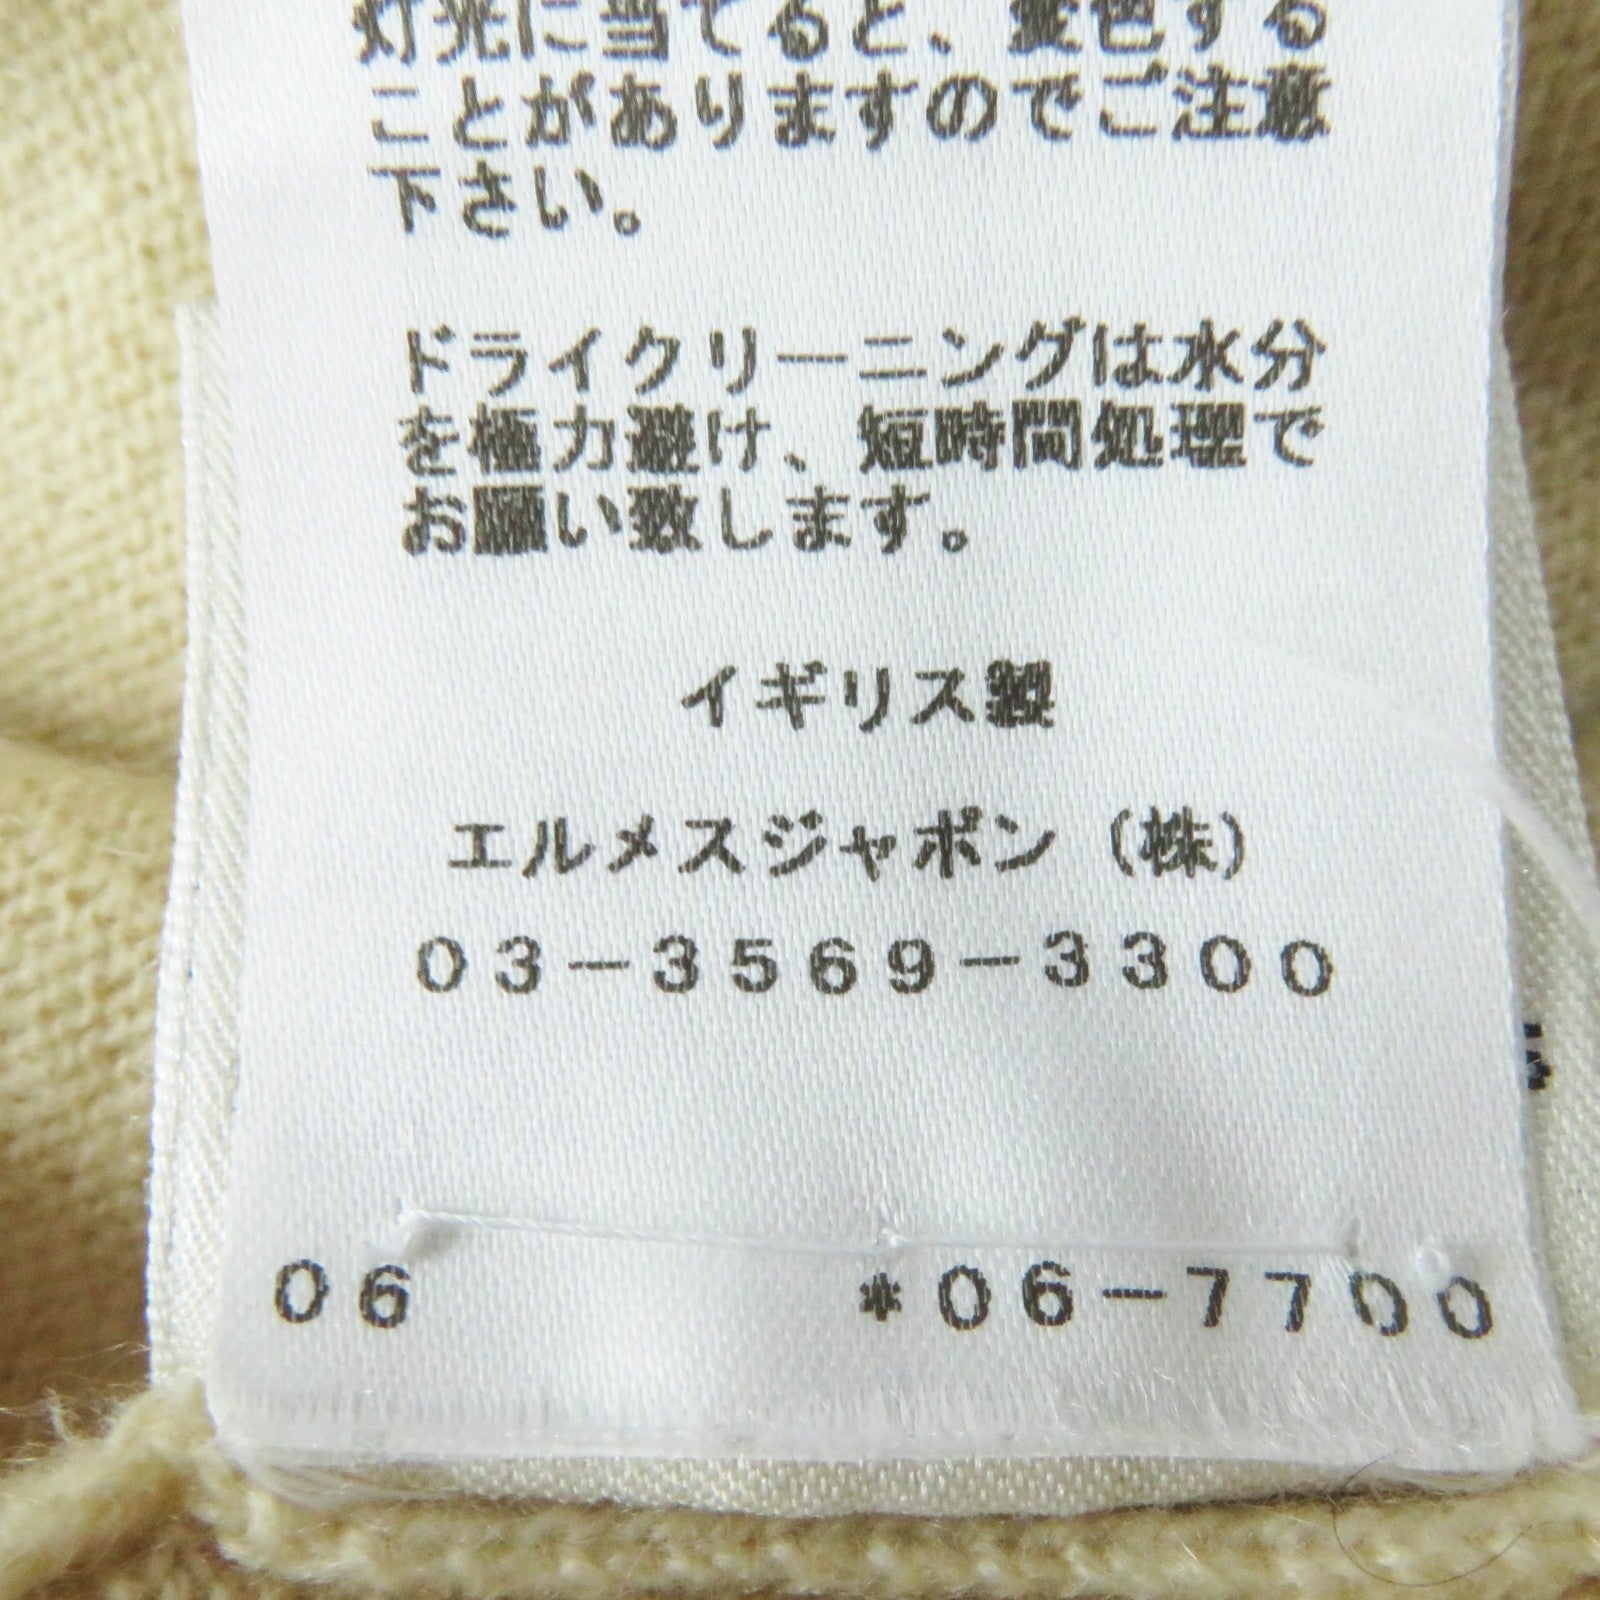 灯光に当てると、変色する
ことがありますのでご注意
下さい。
ドライクリーニングは水分
を極力避け、短時間処理で
お願い致します。
イギリス製
エルメスジャポン（株）
03-3569-3300
06 *06-7700